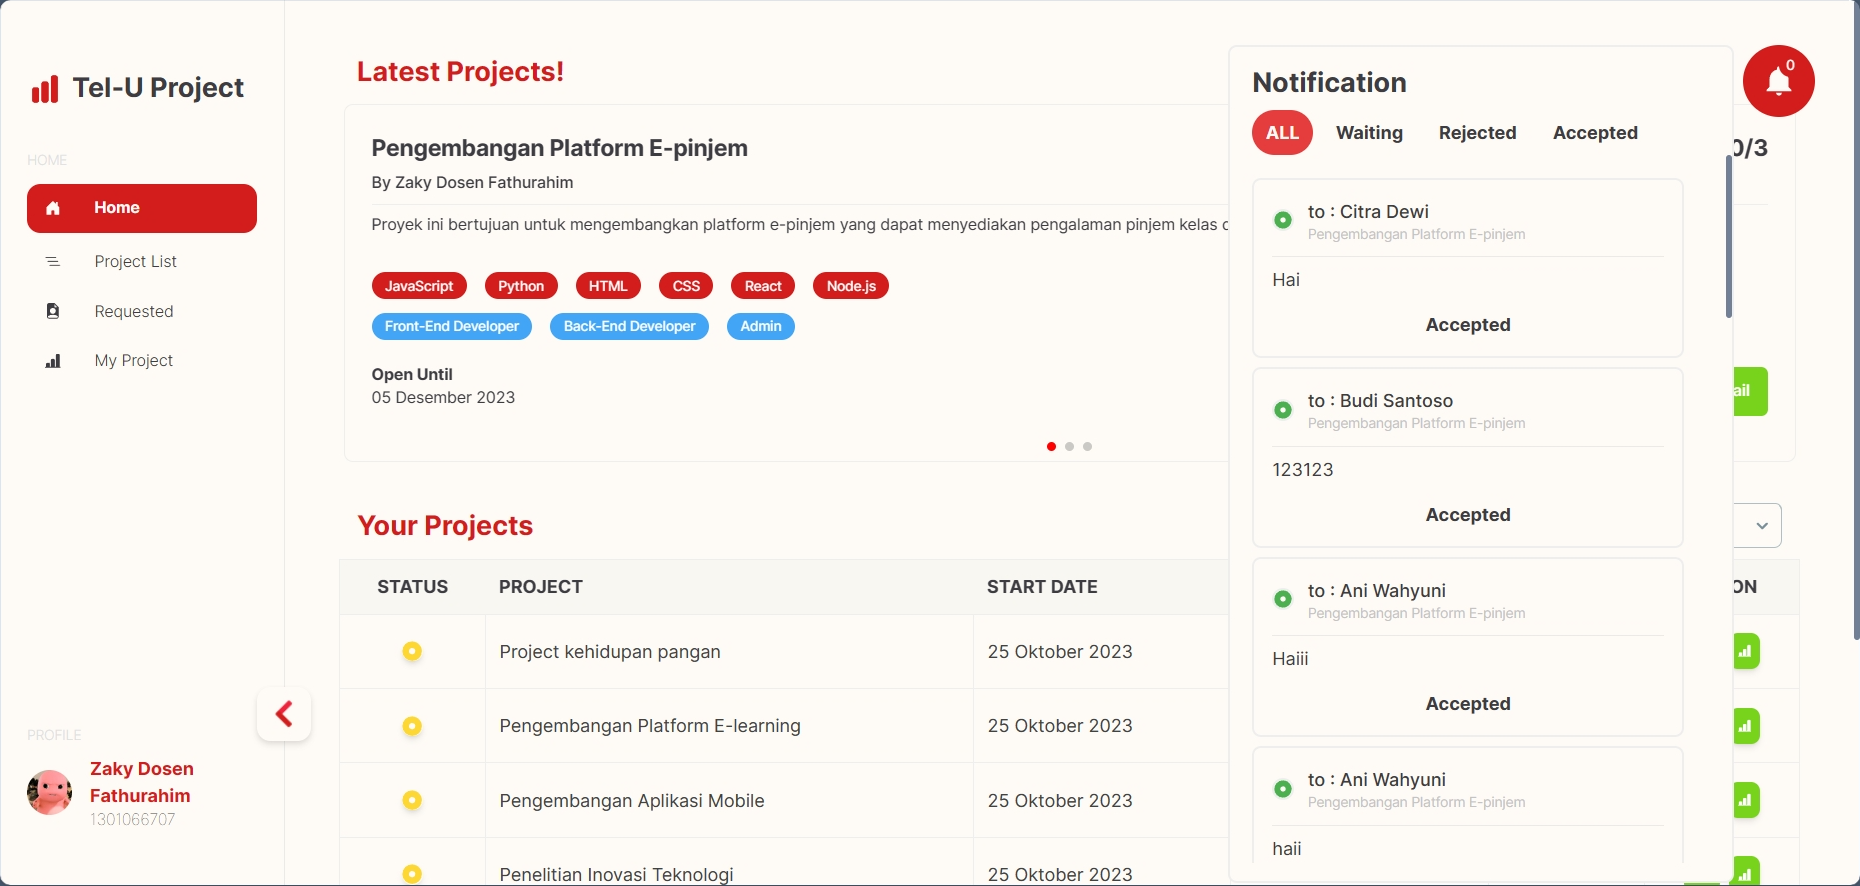 Tel-U Project
HOME
Home
Project List
Requested
My Project
PROFILE
Zaky Dosen
Fathurahim
1301066707
Latest Projects!
Pengembangan Platform E-pinjem
0/3
By Zaky Dosen Fathurahim
Proyek ini bertujuan untuk mengembangkan platform e-pinjem yang dapat menyediakan pengalaman pinjem kelas
JavaScript Python HTML CSS React Node.js
Front-End Developer Back-End Developer Admin
Open Until
05 Desember 2023
ail
Your Projects
STATUS PROJECT START DATE ON
Project kehidupan pangan 25 Oktober 2023
Pengembangan Platform E-learning 25 Oktober 2023
Pengembangan Aplikasi Mobile 25 Oktober 2023
Penelitian Inovasi Teknologi 25 Oktober 2023
0
Notification
ALL Waiting Rejected Accepted
to : Citra Dewi
Pengembangan Platform E-pinjem
Hai
Accepted
to : Budi Santoso
Pengembangan Platform E-pinjem
123123
Accepted
to : Ani Wahyuni
Pengembangan Platform E-pinjem
Haiii
Accepted
to : Ani Wahyuni
Pengembangan Platform E-pinjem
haii